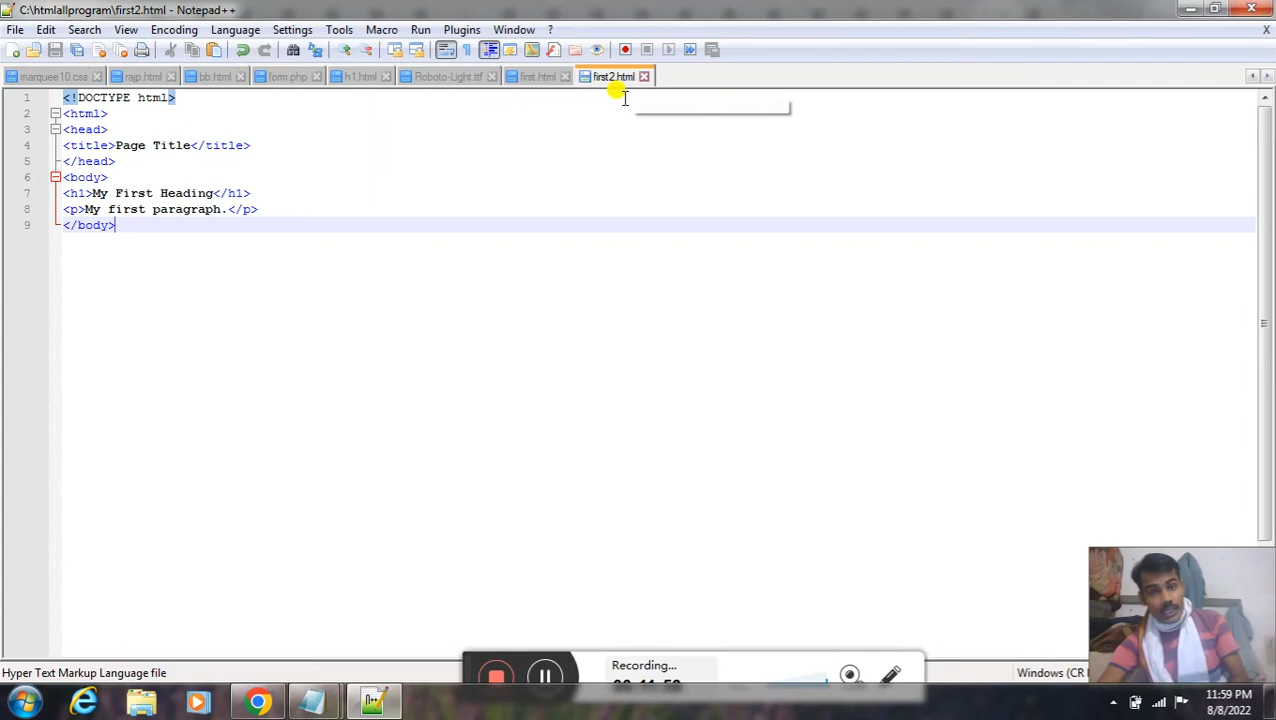 C:\htmlallprogram\first2.html - Notepad++
File Edit Search View Encoding Language Settings Tools Macro Run Plugins Window ? X
marquee10.css rajp.html bb.html form.php h1.html Roboto-Light.ttf first.html first2.html
1 <!DOCTYPE html>
2 <html>
3 <head>
4 <title>Page Title</title>
5 </head>
6 <body>
7 <h1>My First Heading</h1>
8 <p>My first paragraph.</p>
9 </body>
Recording...
Hyper Text Markup Language file
Windows (CR
11:59 PM
8/8/2022